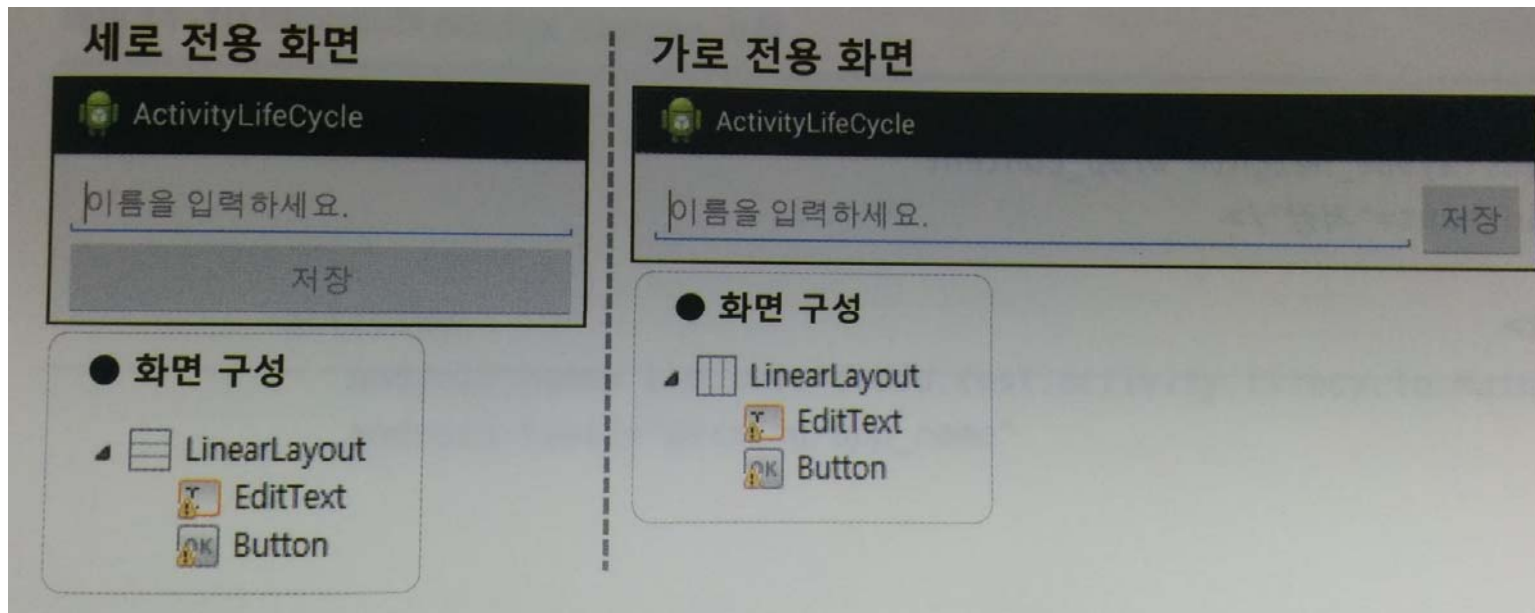 세로 전용 화면
ActivityLifeCycle
이름을 입력하세요.
저장
● 화면 구성
LinearLayout
EditText
OK Button
가로 전용 화면
ActivityLifeCycle
이름을 입력하세요.
저장
● 화면 구성
LinearLayout
EditText
OK Button